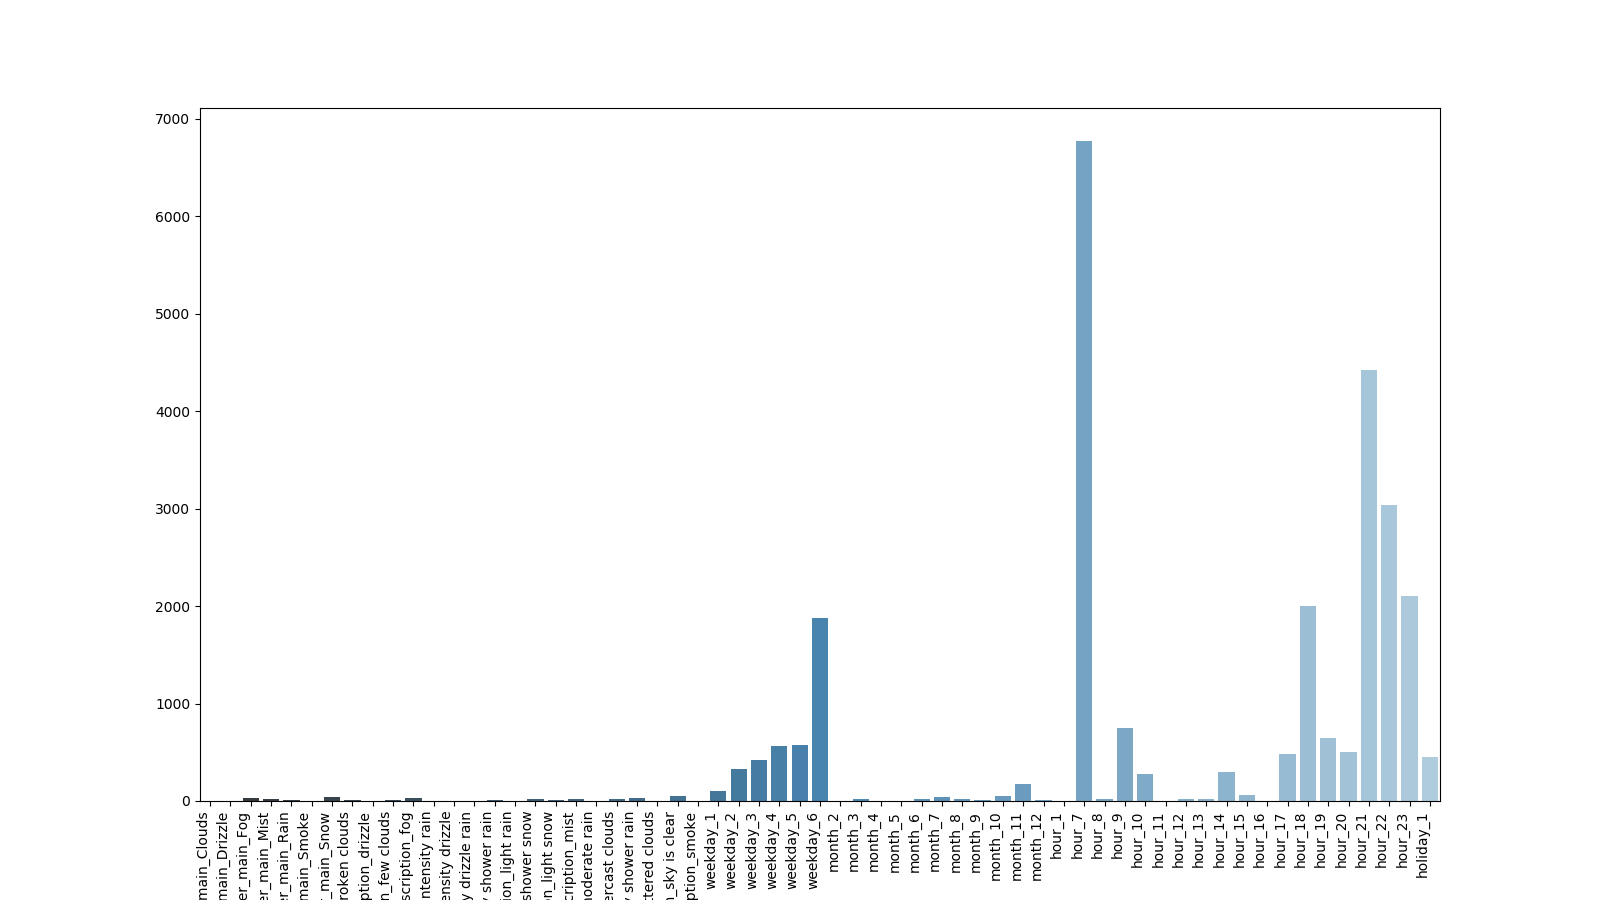 7000
6000
5000
4000
3000
2000
1000
0
main_Clouds
main_Drizzle
er_main_Fog
er_main_Mist
er_main_Rain
main_Smoke
r_main_Snow
roken clouds
ption_drizzle
n_few clouds
scription_fog
ntensity rain
ensity drizzle
y drizzle rain
y shower rain
ion_light rain
shower snow
on_light snow
cription_mist
moderate rain
ercast clouds
y shower rain
ttered clouds
n_sky is clear
ption_smoke
weekday_1
weekday_2
weekday_3
weekday_4
weekday_5
weekday_6
month_2
month_3
month_4
month_5
month_6
month_7
month_8
month_9
month_10
month_11
month_12
hour_1
hour_7
hour_8
hour_9
hour_10
hour_11
hour_12
hour_13
hour_14
hour_15
hour_16
hour_17
hour_18
hour_19
hour_20
hour_21
hour_22
hour_23
holiday_1